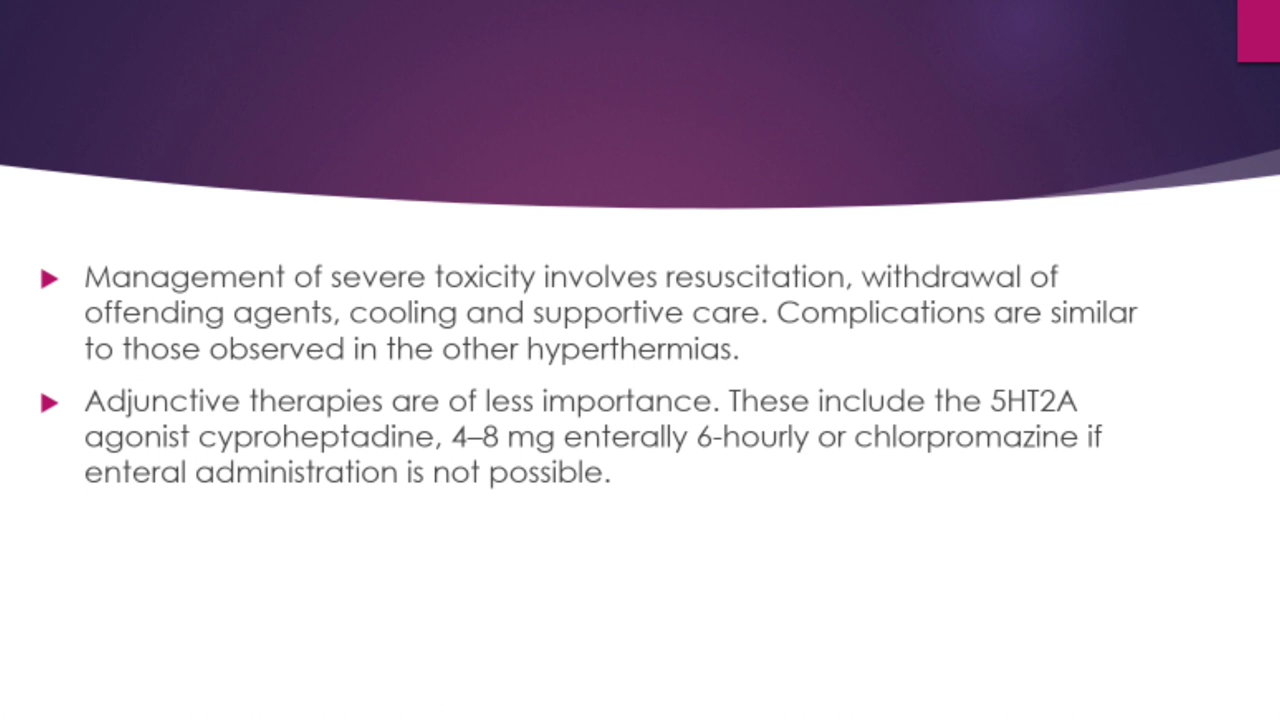 Management of severe toxicity involves resuscitation, withdrawal of
offending agents, cooling and supportive care. Complications are similar
to those observed in the other hyperthermias.
Adjunctive therapies are of less importance. These include the 5HT2A
agonist cyproheptadine, 4–8 mg enterally 6-hourly or chlorpromazine if
enteral administration is not possible.